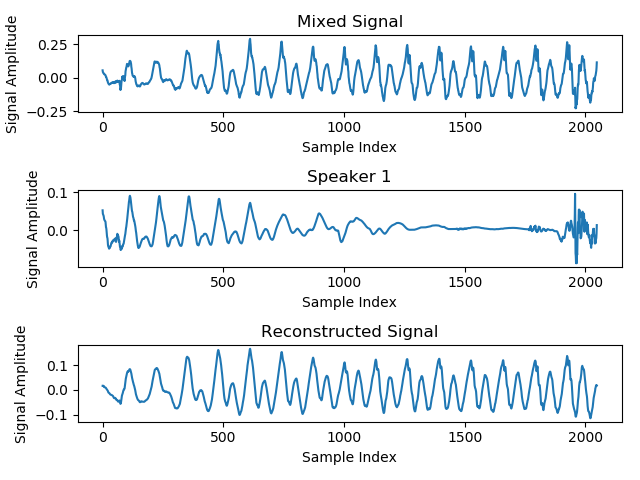 Mixed Signal
Signal Amplitude
0.25
0.00
−0.25
0 500 1000 1500 2000
Sample Index
Speaker 1
Signal Amplitude
0.1
0.0
0 500 1000 1500 2000
Sample Index
Reconstructed Signal
Signal Amplitude
0.1
0.0
−0.1
0 500 1000 1500 2000
Sample Index